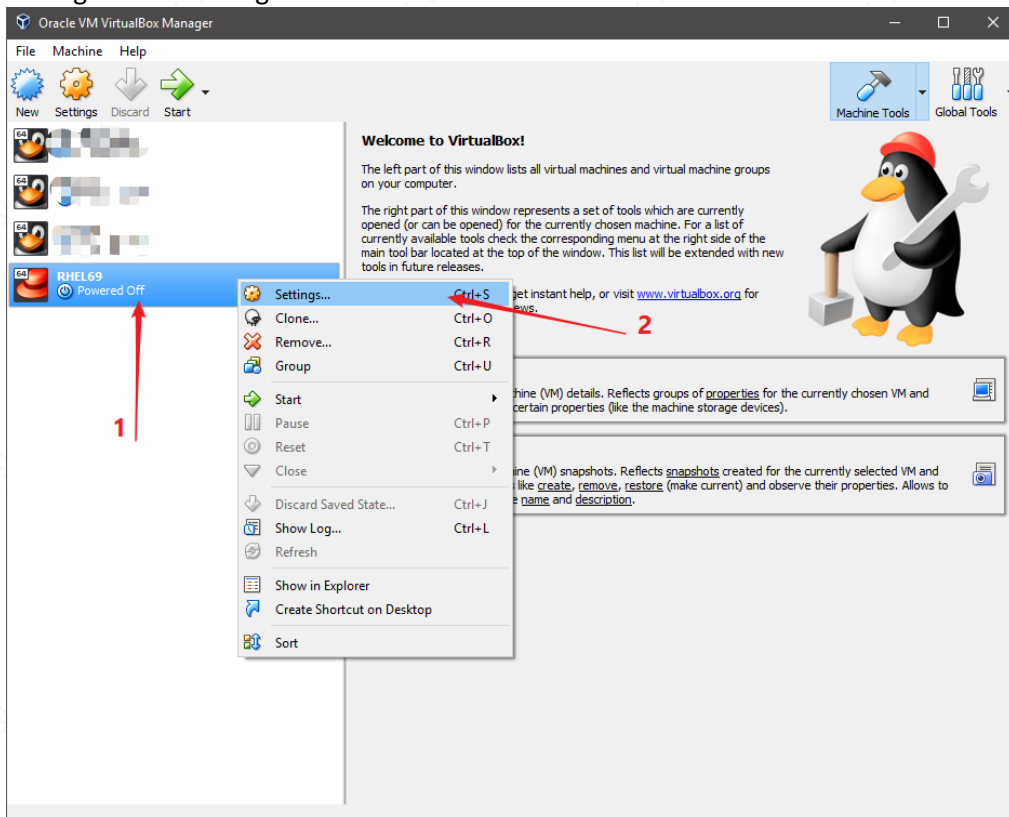 Oracle VM VirtualBox Manager
File Machine Help
New Settings Discard Start
Machine Tools Global Tools
64
64
64
64 RHEL69
Powered Off
1
Welcome to VirtualBox!
The left part of this window lists all virtual machines and virtual machine groups
on your computer.
The right part of this window represents a set of tools which are currently
opened (or can be opened) for the currently chosen machine. For a list of
currently available tools check the corresponding menu at the right side of the
main tool bar located at the top of the window. This list will be extended with new
tools in future releases.
get instant help, or visit www.virtualbox.org for
ews.
2
Settings... Ctrl+S
Clone... Ctrl+O
Remove... Ctrl+R
Group Ctrl+U
Start
Pause Ctrl+P
Reset Ctrl+T
Close
Discard Saved State... Ctrl+J
Show Log... Ctrl+L
Refresh
Show in Explorer
Create Shortcut on Desktop
Sort
hine (VM) details. Reflects groups of properties for the currently chosen VM and
certain properties (like the machine storage devices).
ine (VM) snapshots. Reflects snapshots created for the currently selected VM and
like create, remove, restore (make current) and observe their properties. Allows to
name and description.